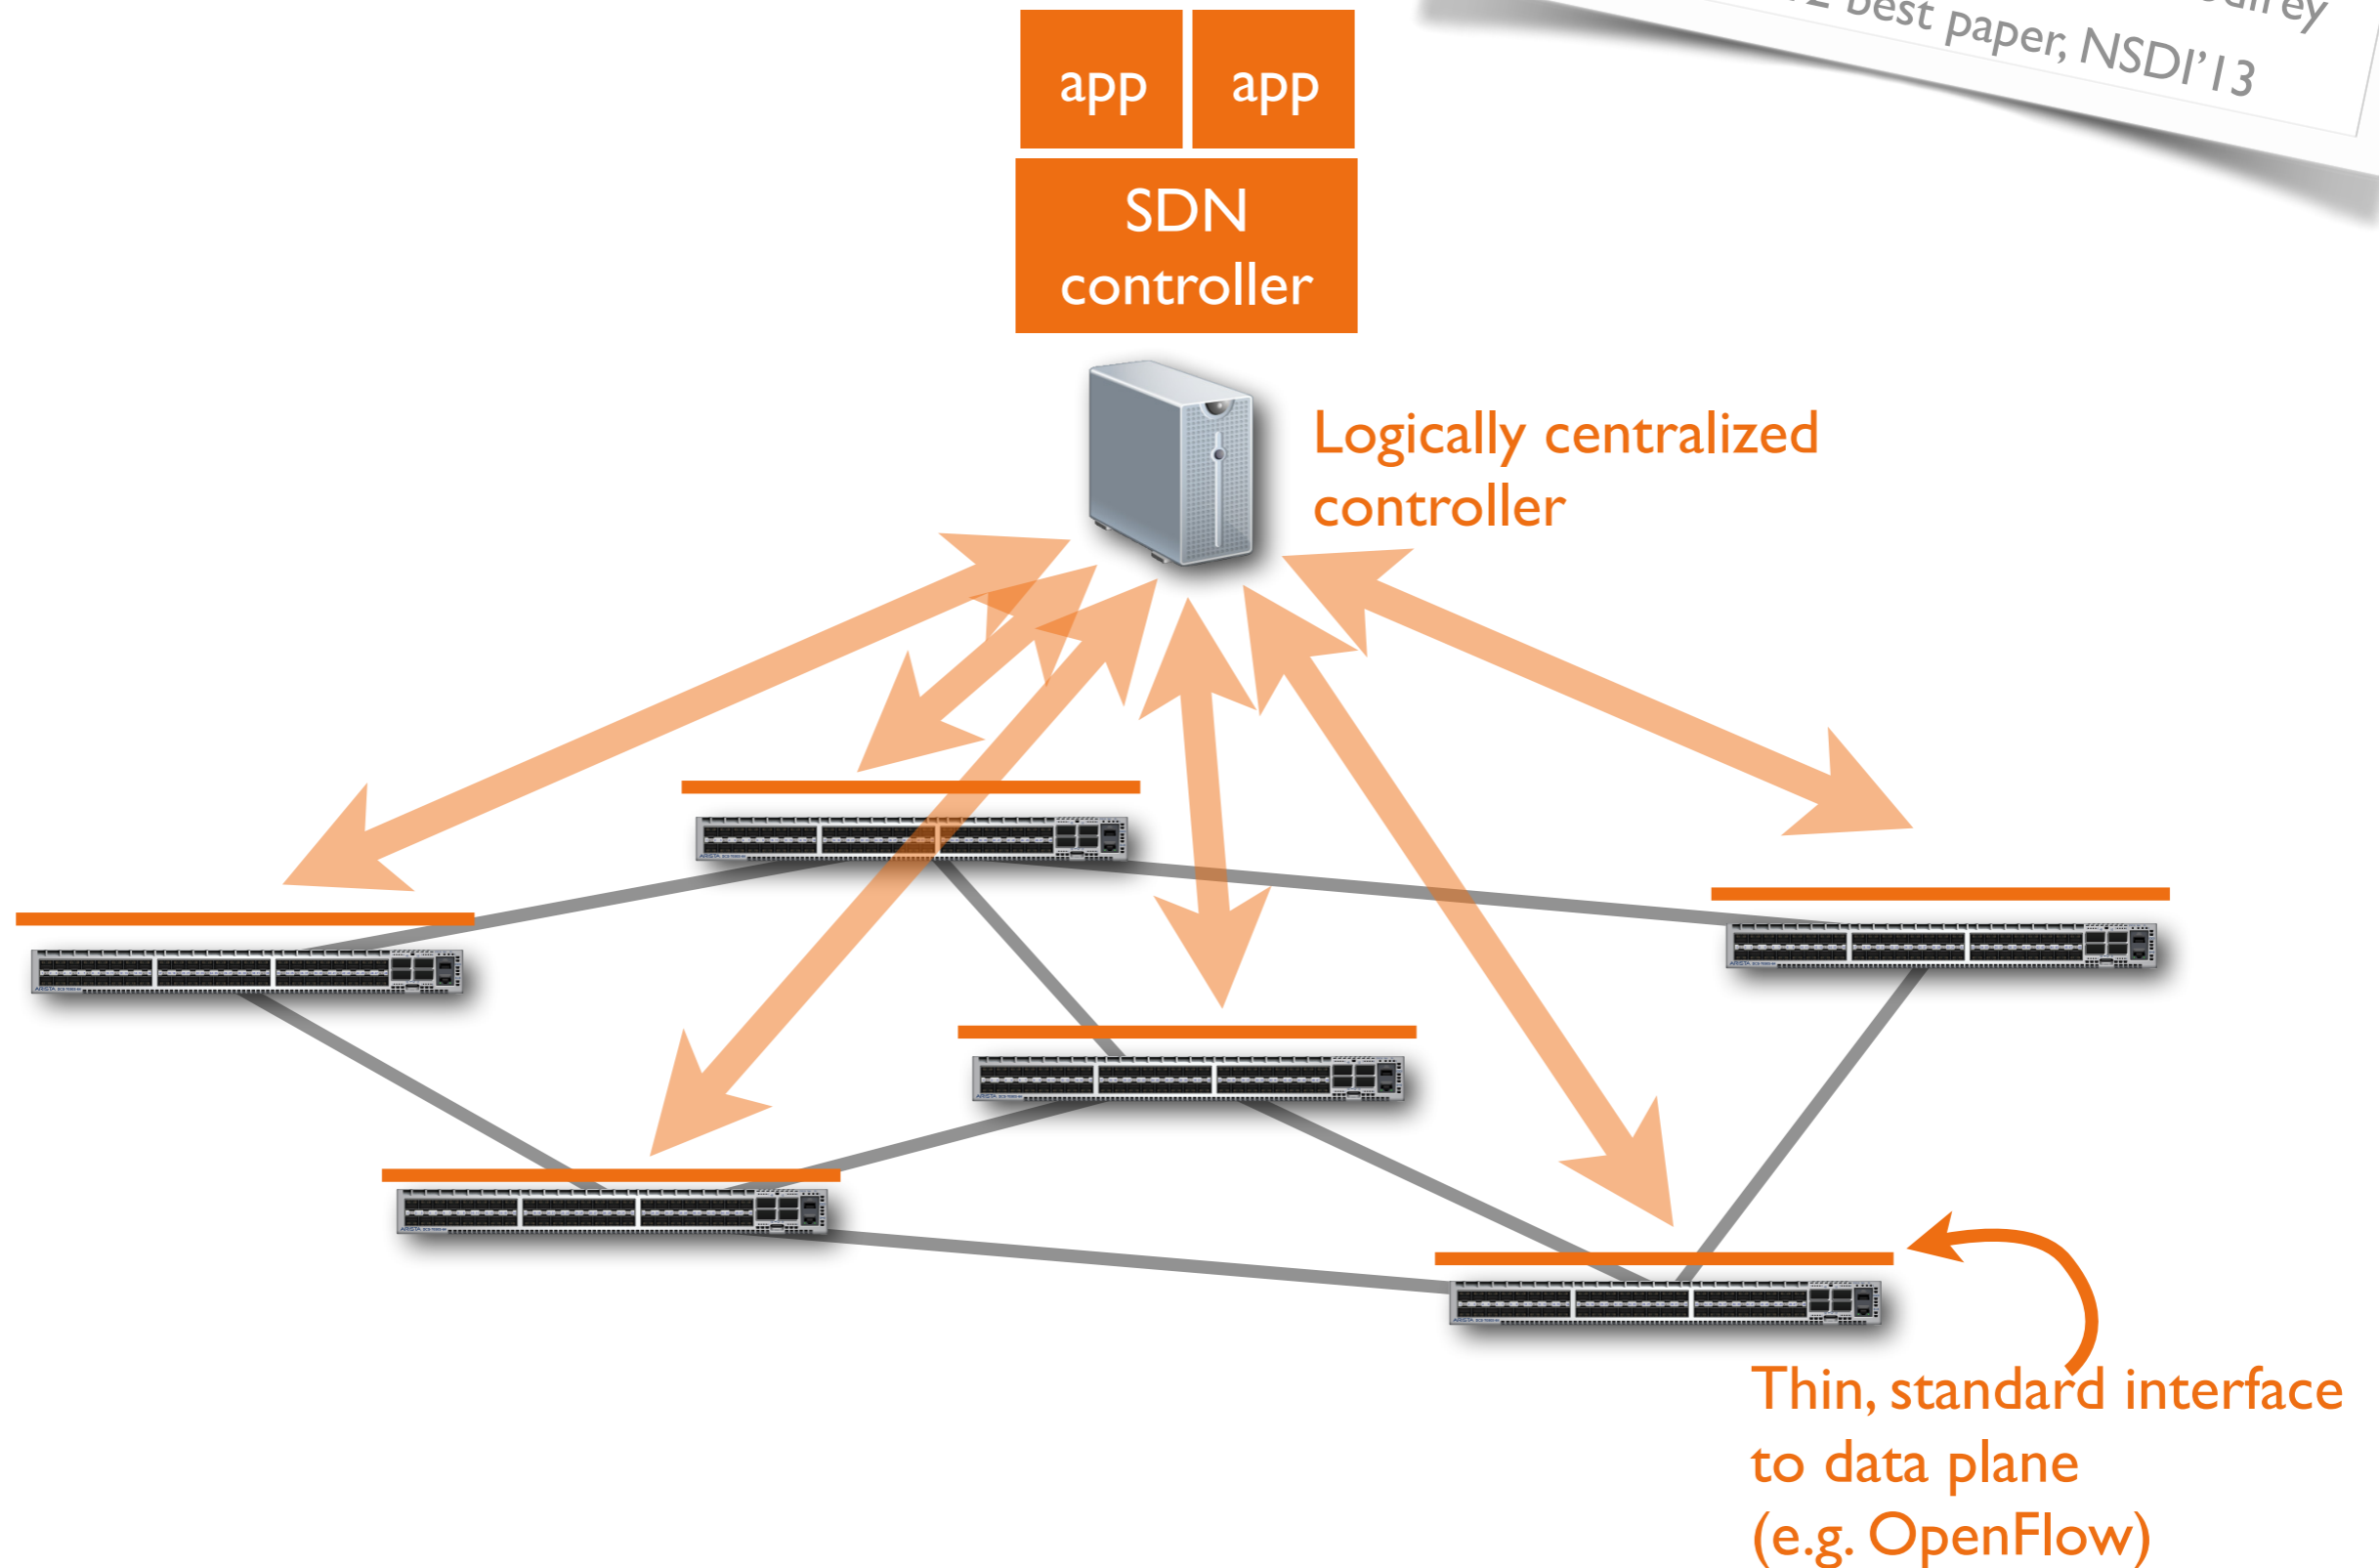 best paper, NSDI'13
app app
SDN
controller
Logically centralized
controller
Thin, standard interface
to data plane
(e.g. OpenFlow)